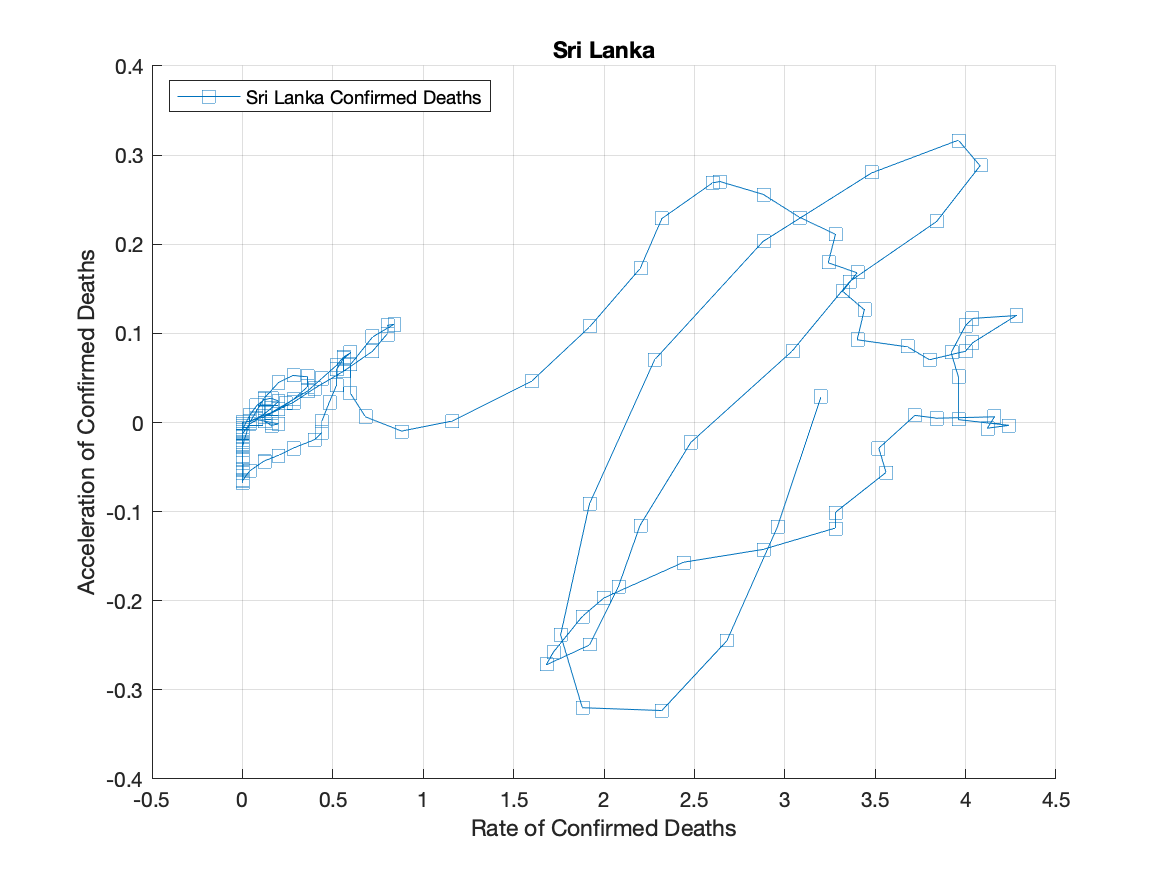 Sri Lanka
Sri Lanka Confirmed Deaths
0.4
0.3
0.2
0.1
0
-0.1
-0.2
-0.3
-0.4
Acceleration of Confirmed Deaths
-0.5 0 0.5 1 1.5 2 2.5 3 3.5 4 4.5
Rate of Confirmed Deaths